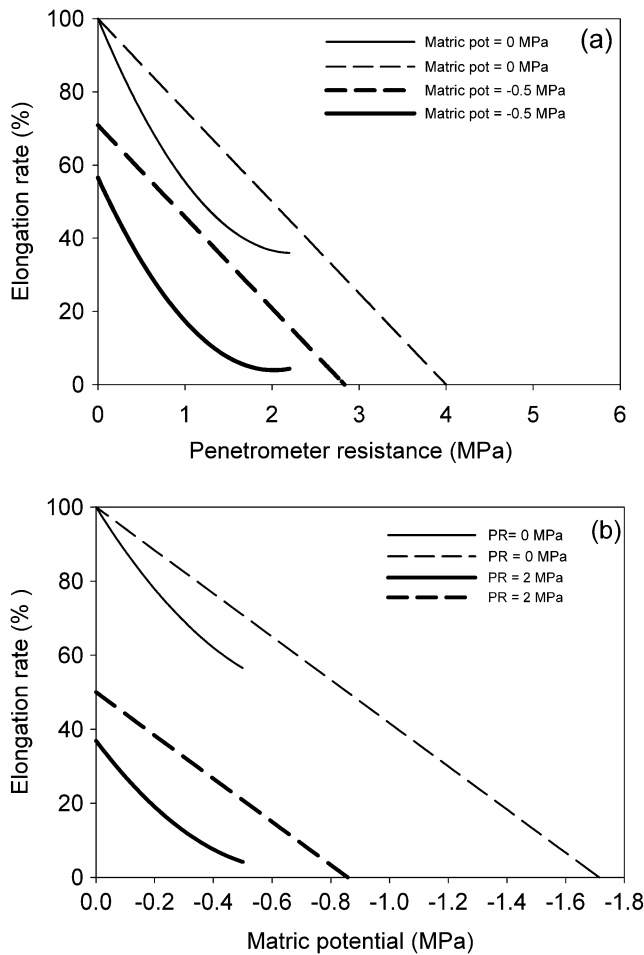 100
(a)
Matric pot = 0 MPa
Matric pot = 0 MPa
80
Matric pot = -0.5 MPa
Matric pot = -0.5 MPa
60
40
20
0
Elongation rate (%)
0 1 2 3 4 5 6
Penetrometer resistance (MPa)
100
(b)
PR= 0 MPa
PR = 0 MPa
80
PR = 2 MPa
PR = 2 MPa
60
40
20
0
Elongation rate (% )
0.0 -0.2 -0.4 -0.6 -0.8 -1.0 -1.2 -1.4 -1.6 -1.8
Matric potential (MPa)